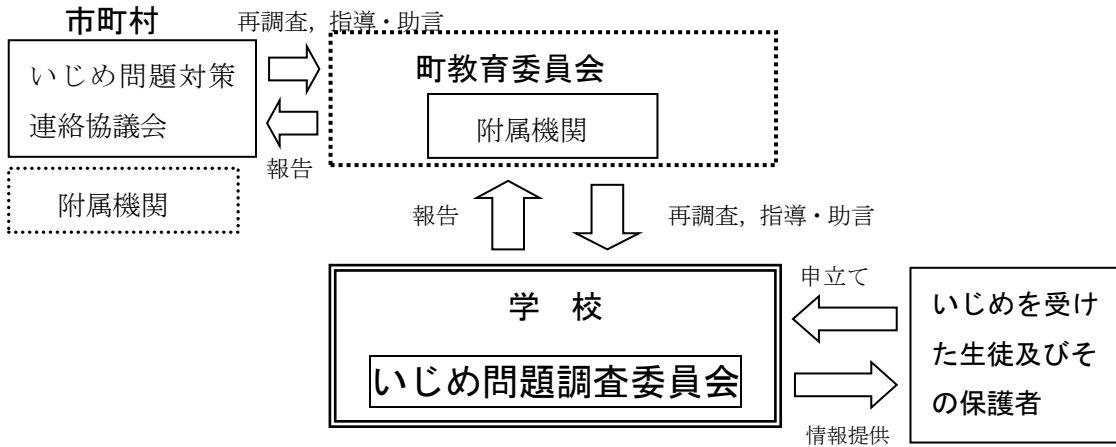 市町村
再調査，指導・助言
いじめ問題対策
連絡協議会
町教育委員会
附属機関
報告
附属機関
報告
再調査，指導・助言
学　校
いじめ問題調査委員会
申立て
情報提供
いじめを受け
た生徒及びそ
の保護者